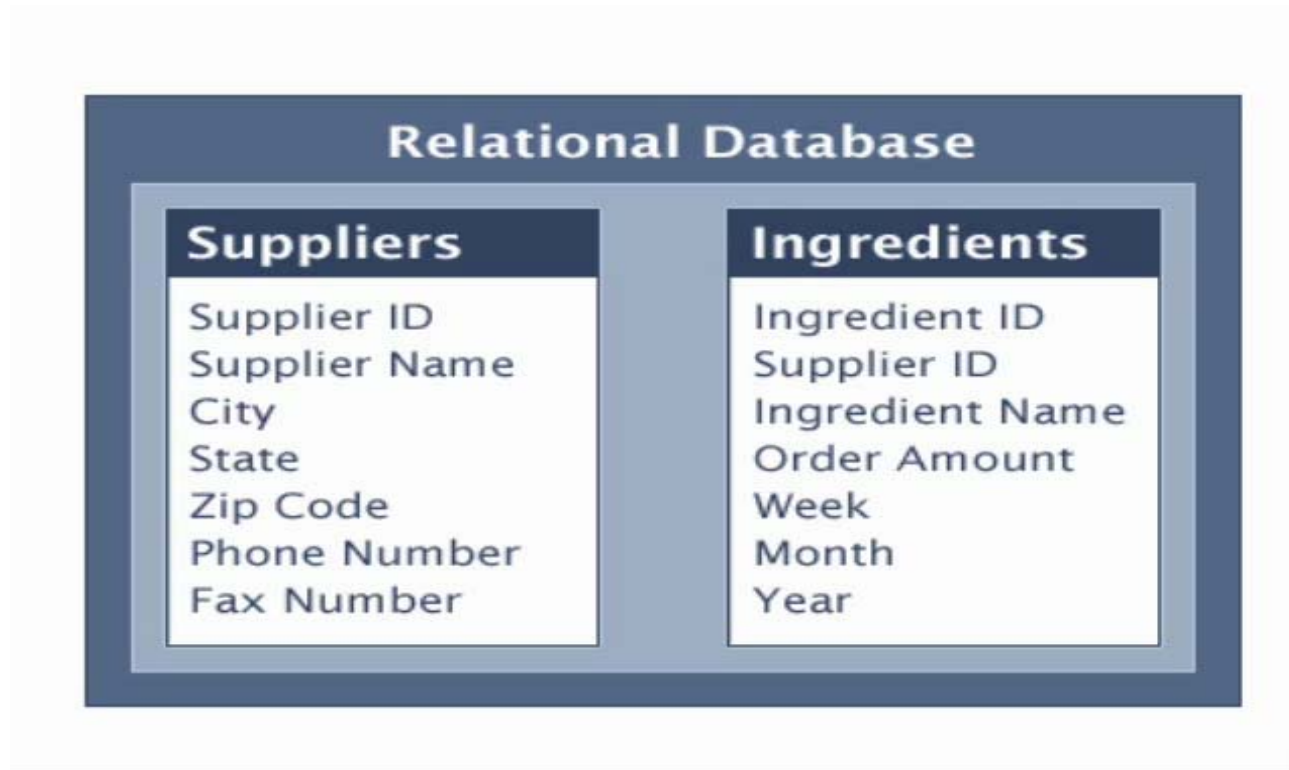 Relational Database
Suppliers
Supplier ID
Supplier Name
City
State
Zip Code
Phone Number
Fax Number
Ingredients
Ingredient ID
Supplier ID
Ingredient Name
Order Amount
Week
Month
Year